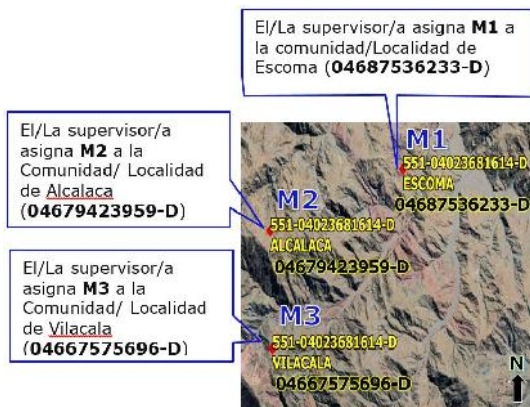 El/La supervisor/a asigna M1 a
la comunidad/Localidad de
Escoma (04687536233-D)
El/La supervisor/a
asigna M2 a la
Comunidad/ Localidad
de Alcalaca
(04679423959-D)
El/La supervisor/a
asigna M3 a la
Comunidad/ Localidad
de Vilacala
(04667575696-D)
M1
551-04023681614-D
ESCOMA
04687536233-D
M2
551-04023681614-D
ALCALACA
04679423959-D
M3
551-04023681614-D
VILACALA
04667575696-D
N